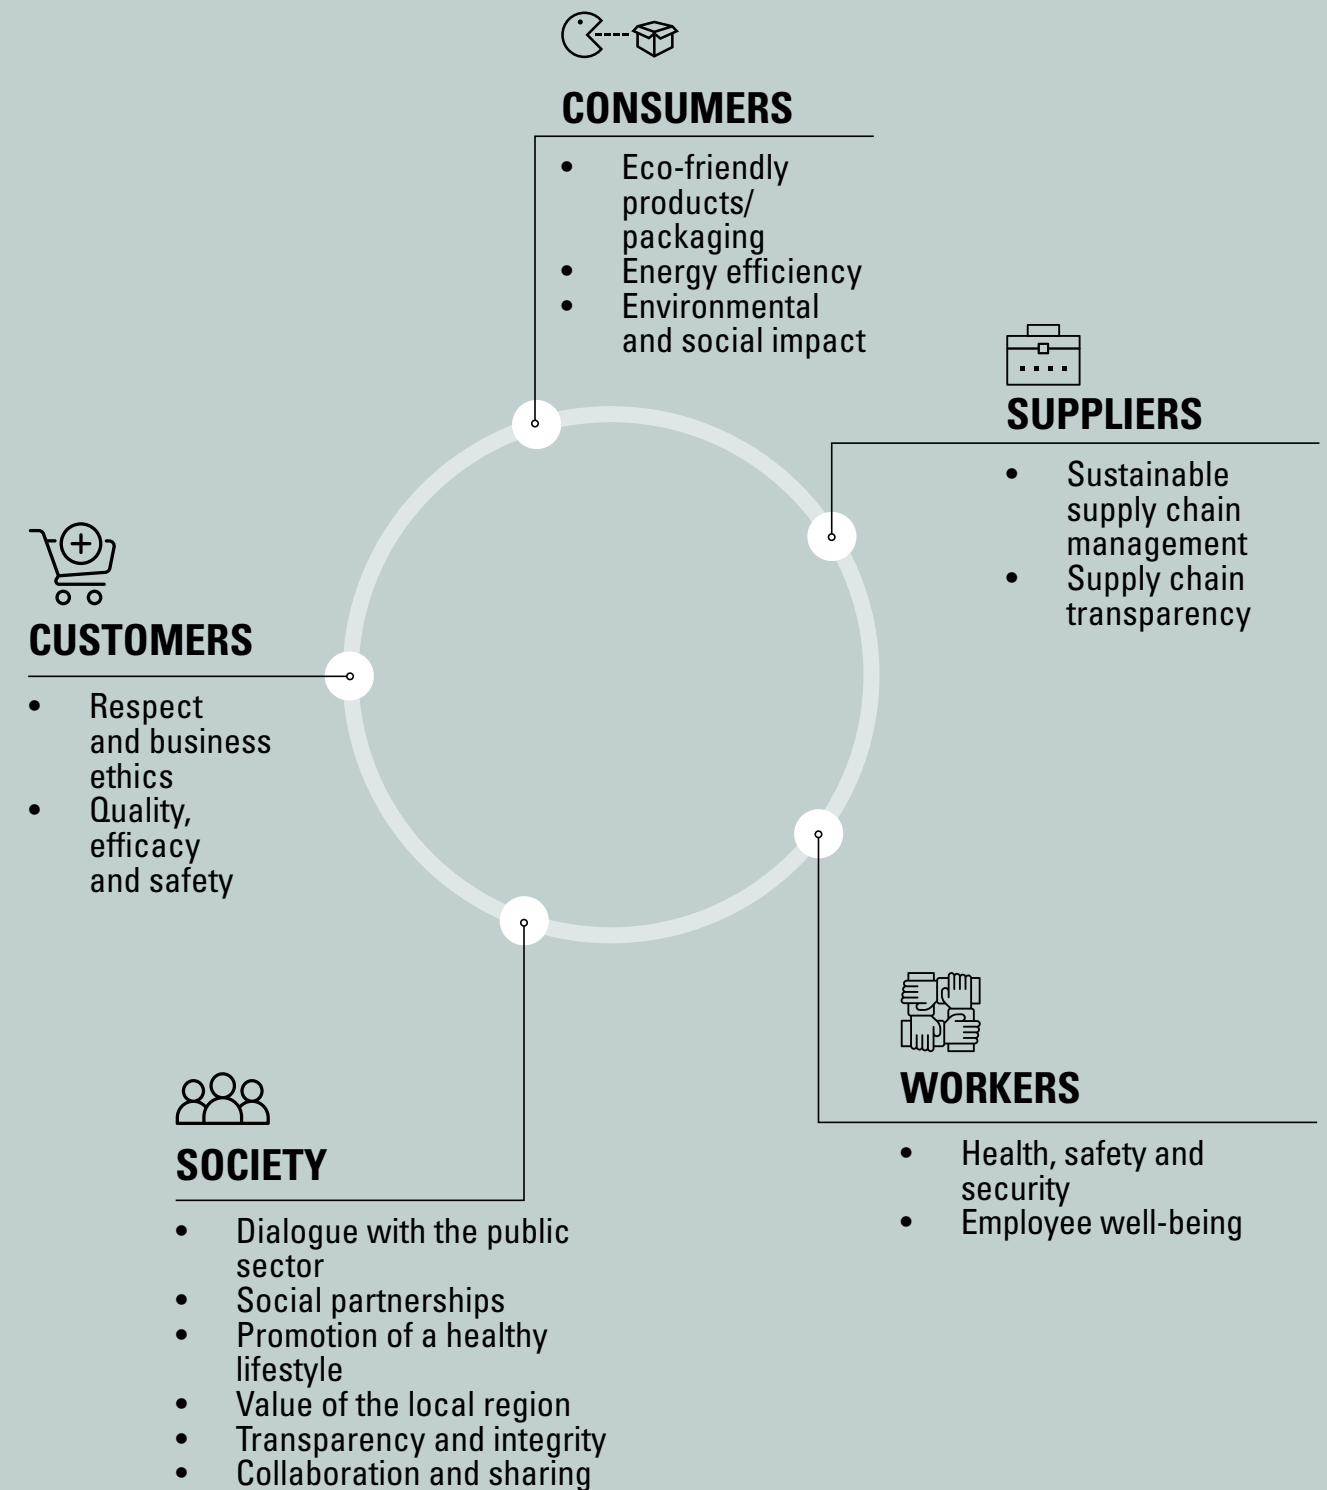 CONSUMERS
• Eco-friendly
products/
packaging
• Energy efficiency
• Environmental
and social impact
SUPPLIERS
• Sustainable
supply chain
management
• Supply chain
transparency
CUSTOMERS
• Respect
and business
ethics
• Quality,
efficacy
and safety
WORKERS
• Health, safety and
security
• Employee well-being
SOCIETY
• Dialogue with the public
sector
• Social partnerships
• Promotion of a healthy
lifestyle
• Value of the local region
• Transparency and integrity
• Collaboration and sharing